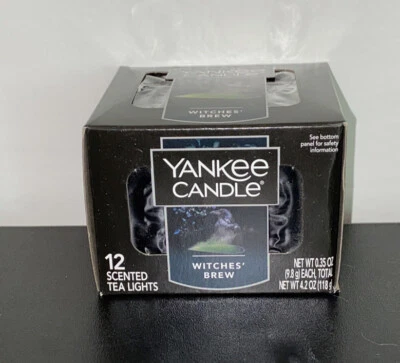 WITCHES'
BREW
See bottom
panel for safety
information
YANKEE
CANDLE®
WITCHES'
BREW
12
SCENTED
TEA LIGHTS
NET WT 0.35 OZ
(9.8 g) EACH, TOTAL
NET WT 4.2 OZ (118 g